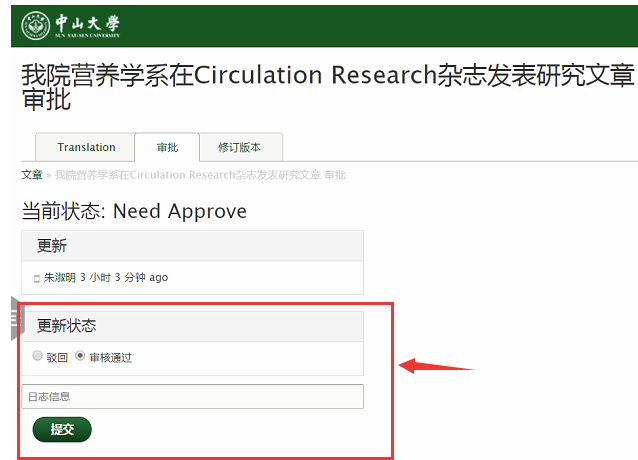 中山大學
SUN YAT-SEN UNIVERSITY
我院营养学系在Circulation Research杂志发表研究文章
审批
Translation
审批
修订版本
文章 » 我院营养学系在Circulation Research杂志发表研究文章 审批
当前状态: Need Approve
更新
朱淑明 3 小时 3 分钟 ago
更新状态
驳回 审核通过
日志信息
提交